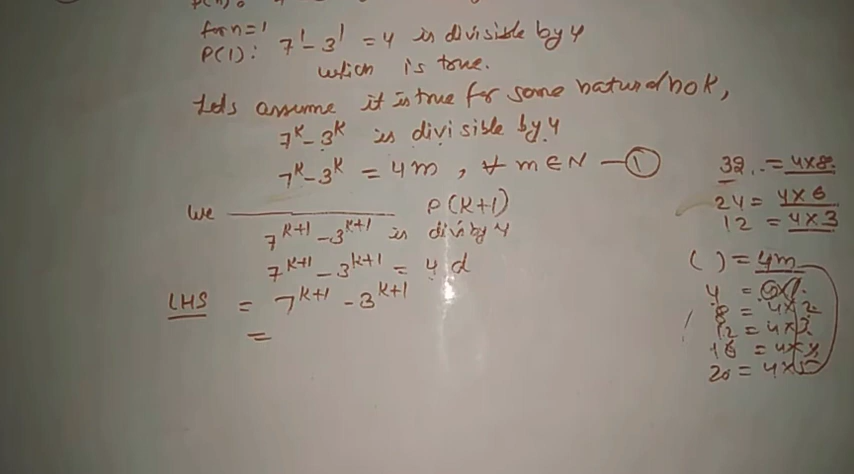 for n=1
P(1): 7¹-3¹ = 4 is divisible by 4
which is true.
Lets assume it is true for some natural no K,
7ᴷ-3ᴷ is divisible by 4
7ᴷ-3ᴷ = 4m , ∀ m∈N —①
We ———— P(K+1)
7ᴷ⁺¹-3ᴷ⁺¹ is div by 4
7ᴷ⁺¹-3ᴷ⁺¹ = 4d
LHS = 7ᴷ⁺¹-3ᴷ⁺¹
=
32 = 4×8
24 = 4×6
12 = 4×3
( ) = 4m
4 =
8 = 4×2
12 = 4×3
16 = 4×4
20 = 4×5